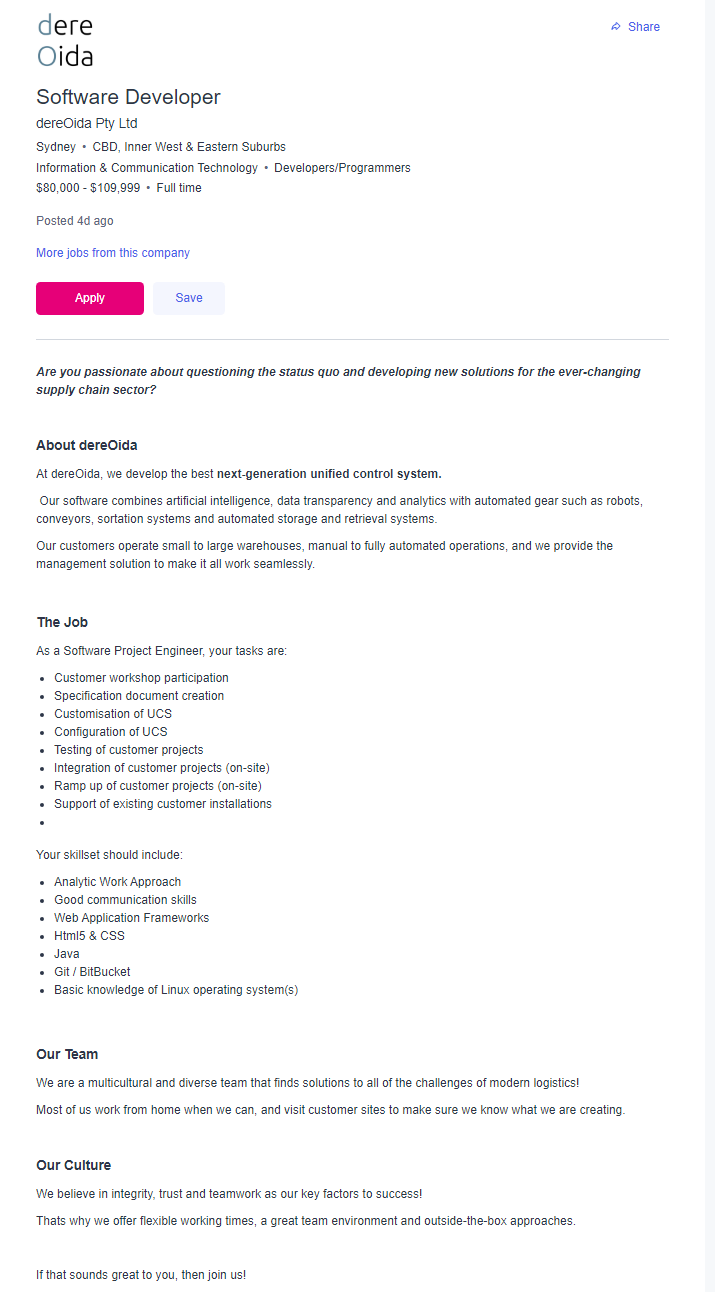 dere
Oida
Share
Software Developer
dereOida Pty Ltd
Sydney • CBD, Inner West & Eastern Suburbs
Information & Communication Technology • Developers/Programmers
$80,000 - $109,999 • Full time
Posted 4d ago
More jobs from this company
Apply
Save
Are you passionate about questioning the status quo and developing new solutions for the ever-changing
supply chain sector?
About dereOida
At dereOida, we develop the best next-generation unified control system.
Our software combines artificial intelligence, data transparency and analytics with automated gear such as robots,
conveyors, sortation systems and automated storage and retrieval systems.
Our customers operate small to large warehouses, manual to fully automated operations, and we provide the
management solution to make it all work seamlessly.
The Job
As a Software Project Engineer, your tasks are:
• Customer workshop participation
• Specification document creation
• Customisation of UCS
• Configuration of UCS
• Testing of customer projects
• Integration of customer projects (on-site)
• Ramp up of customer projects (on-site)
• Support of existing customer installations
•
Your skillset should include:
• Analytic Work Approach
• Good communication skills
• Web Application Frameworks
• Html5 & CSS
• Java
• Git / BitBucket
• Basic knowledge of Linux operating system(s)
Our Team
We are a multicultural and diverse team that finds solutions to all of the challenges of modern logistics!
Most of us work from home when we can, and visit customer sites to make sure we know what we are creating.
Our Culture
We believe in integrity, trust and teamwork as our key factors to success!
Thats why we offer flexible working times, a great team environment and outside-the-box approaches.
If that sounds great to you, then join us!